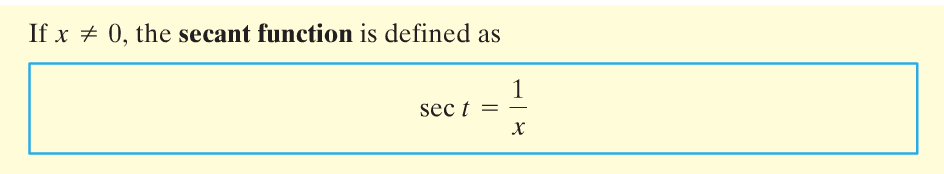 If x ≠ 0, the secant function is defined as
sec t = 1/x